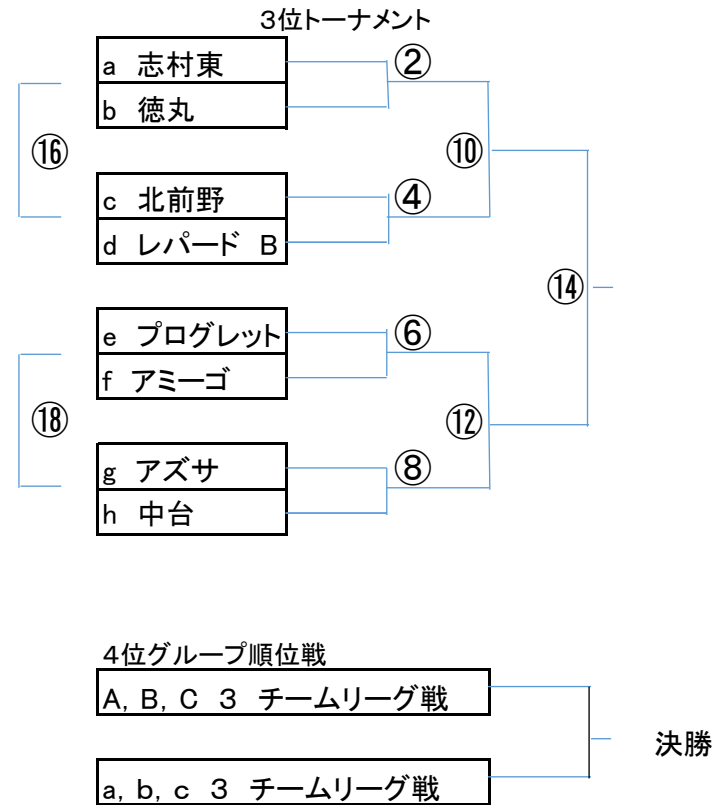 3位トーナメント
a 志村東
②
b 徳丸
⑯
⑩
c 北前野
④
d レパード B
⑭
e プログレット
⑥
f アミーゴ
⑱
⑫
g アズサ
⑧
h 中台
4位グループ順位戦
A, B, C 3 チームリーグ戦
決勝
a, b, c 3 チームリーグ戦